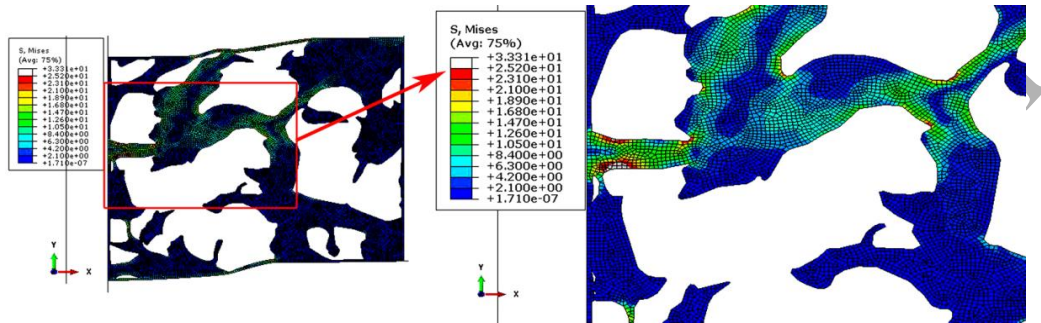 S, Mises
(Avg: 75%)
+3.331e+01
+2.520e+01
+2.310e+01
+2.100e+01
+1.890e+01
+1.680e+01
+1.470e+01
+1.260e+01
+1.050e+01
+8.400e+00
+6.300e+00
+4.200e+00
+2.100e+00
+1.710e-07
Y
X
S, Mises
(Avg: 75%)
+3.331e+01
+2.520e+01
+2.310e+01
+2.100e+01
+1.890e+01
+1.680e+01
+1.470e+01
+1.260e+01
+1.050e+01
+8.400e+00
+6.300e+00
+4.200e+00
+2.100e+00
+1.710e-07
Y
X